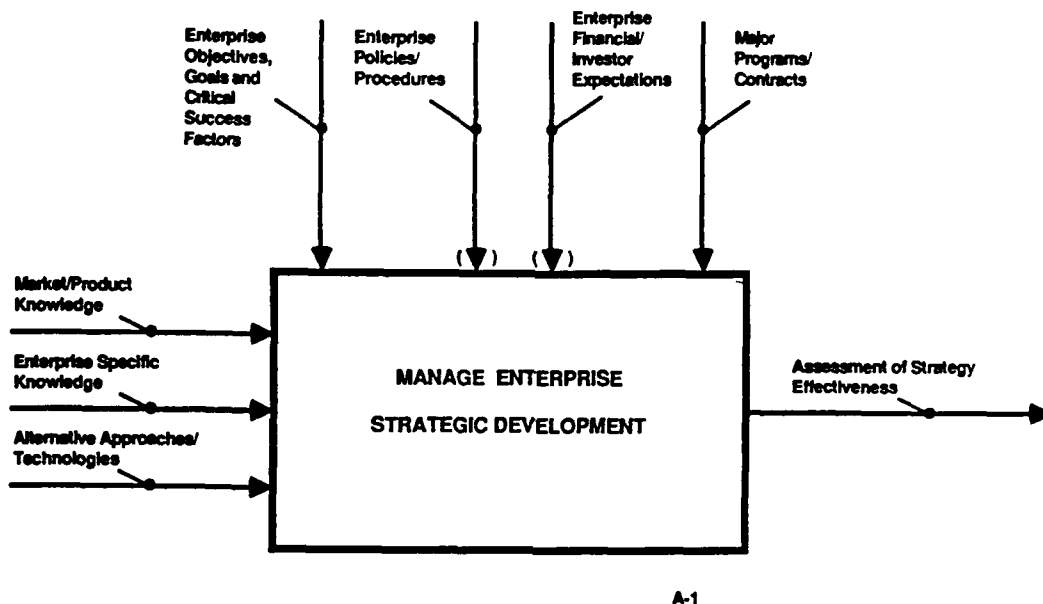 Enterprise
Objectives,
Goals and
Critical
Success
Factors
Enterprise
Policies/
Procedures
Enterprise
Financial/
Investor
Expectations
Major
Programs/
Contracts
( )
( )
Market/Product
Knowledge
Enterprise Specific
Knowledge
Alternative Approaches/
Technologies
MANAGE ENTERPRISE
STRATEGIC DEVELOPMENT
Assessment of Strategy
Effectiveness
A-1